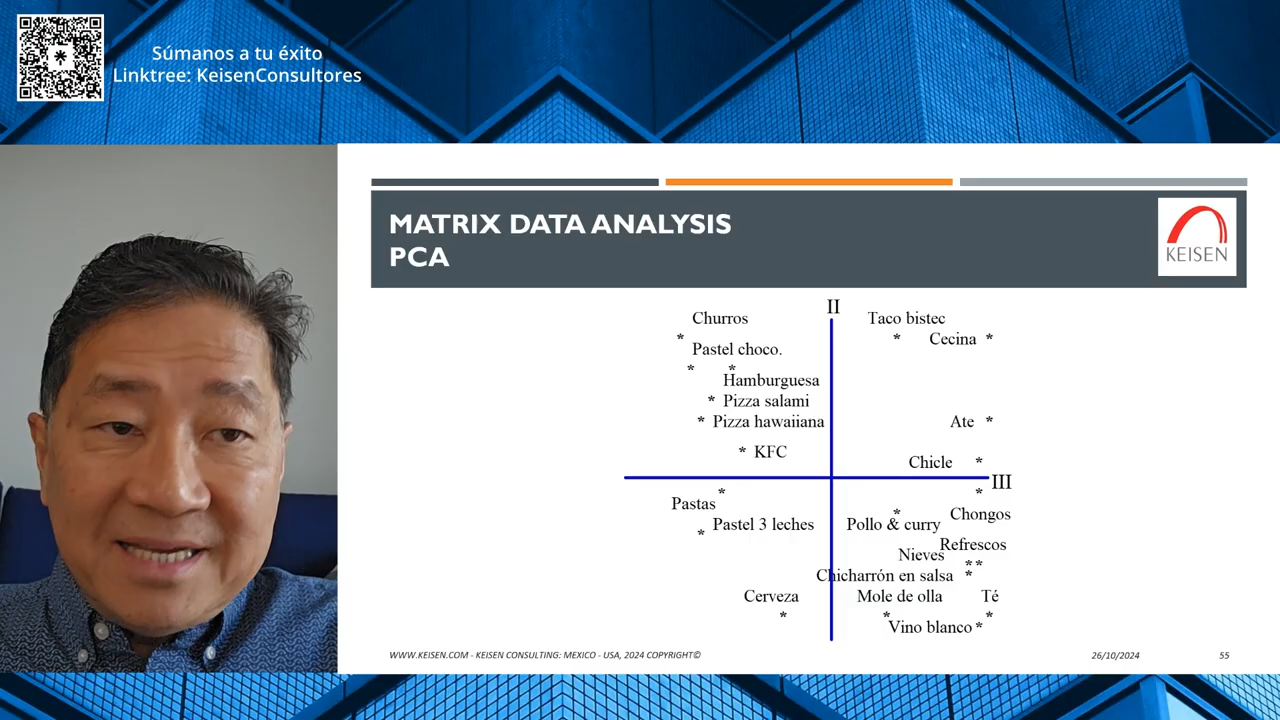 Súmanos a tu éxito
Linktree: KeisenConsultores
MATRIX DATA ANALYSIS
PCA
KEISEN
II
Churros
Taco bistec
Cecina
Pastel choco.
Hamburguesa
Pizza salami
Pizza hawaiiana
Ate
KFC
Chicle
III
Pastas
Chongos
Pastel 3 leches
Pollo & curry
Refrescos
Nieves
Chicharrón en salsa
Cerveza
Mole de olla
Té
Vino blanco
WWW.KEISEN.COM - KEISEN CONSULTING: MEXICO - USA, 2024 COPYRIGHT©
26/10/2024
55